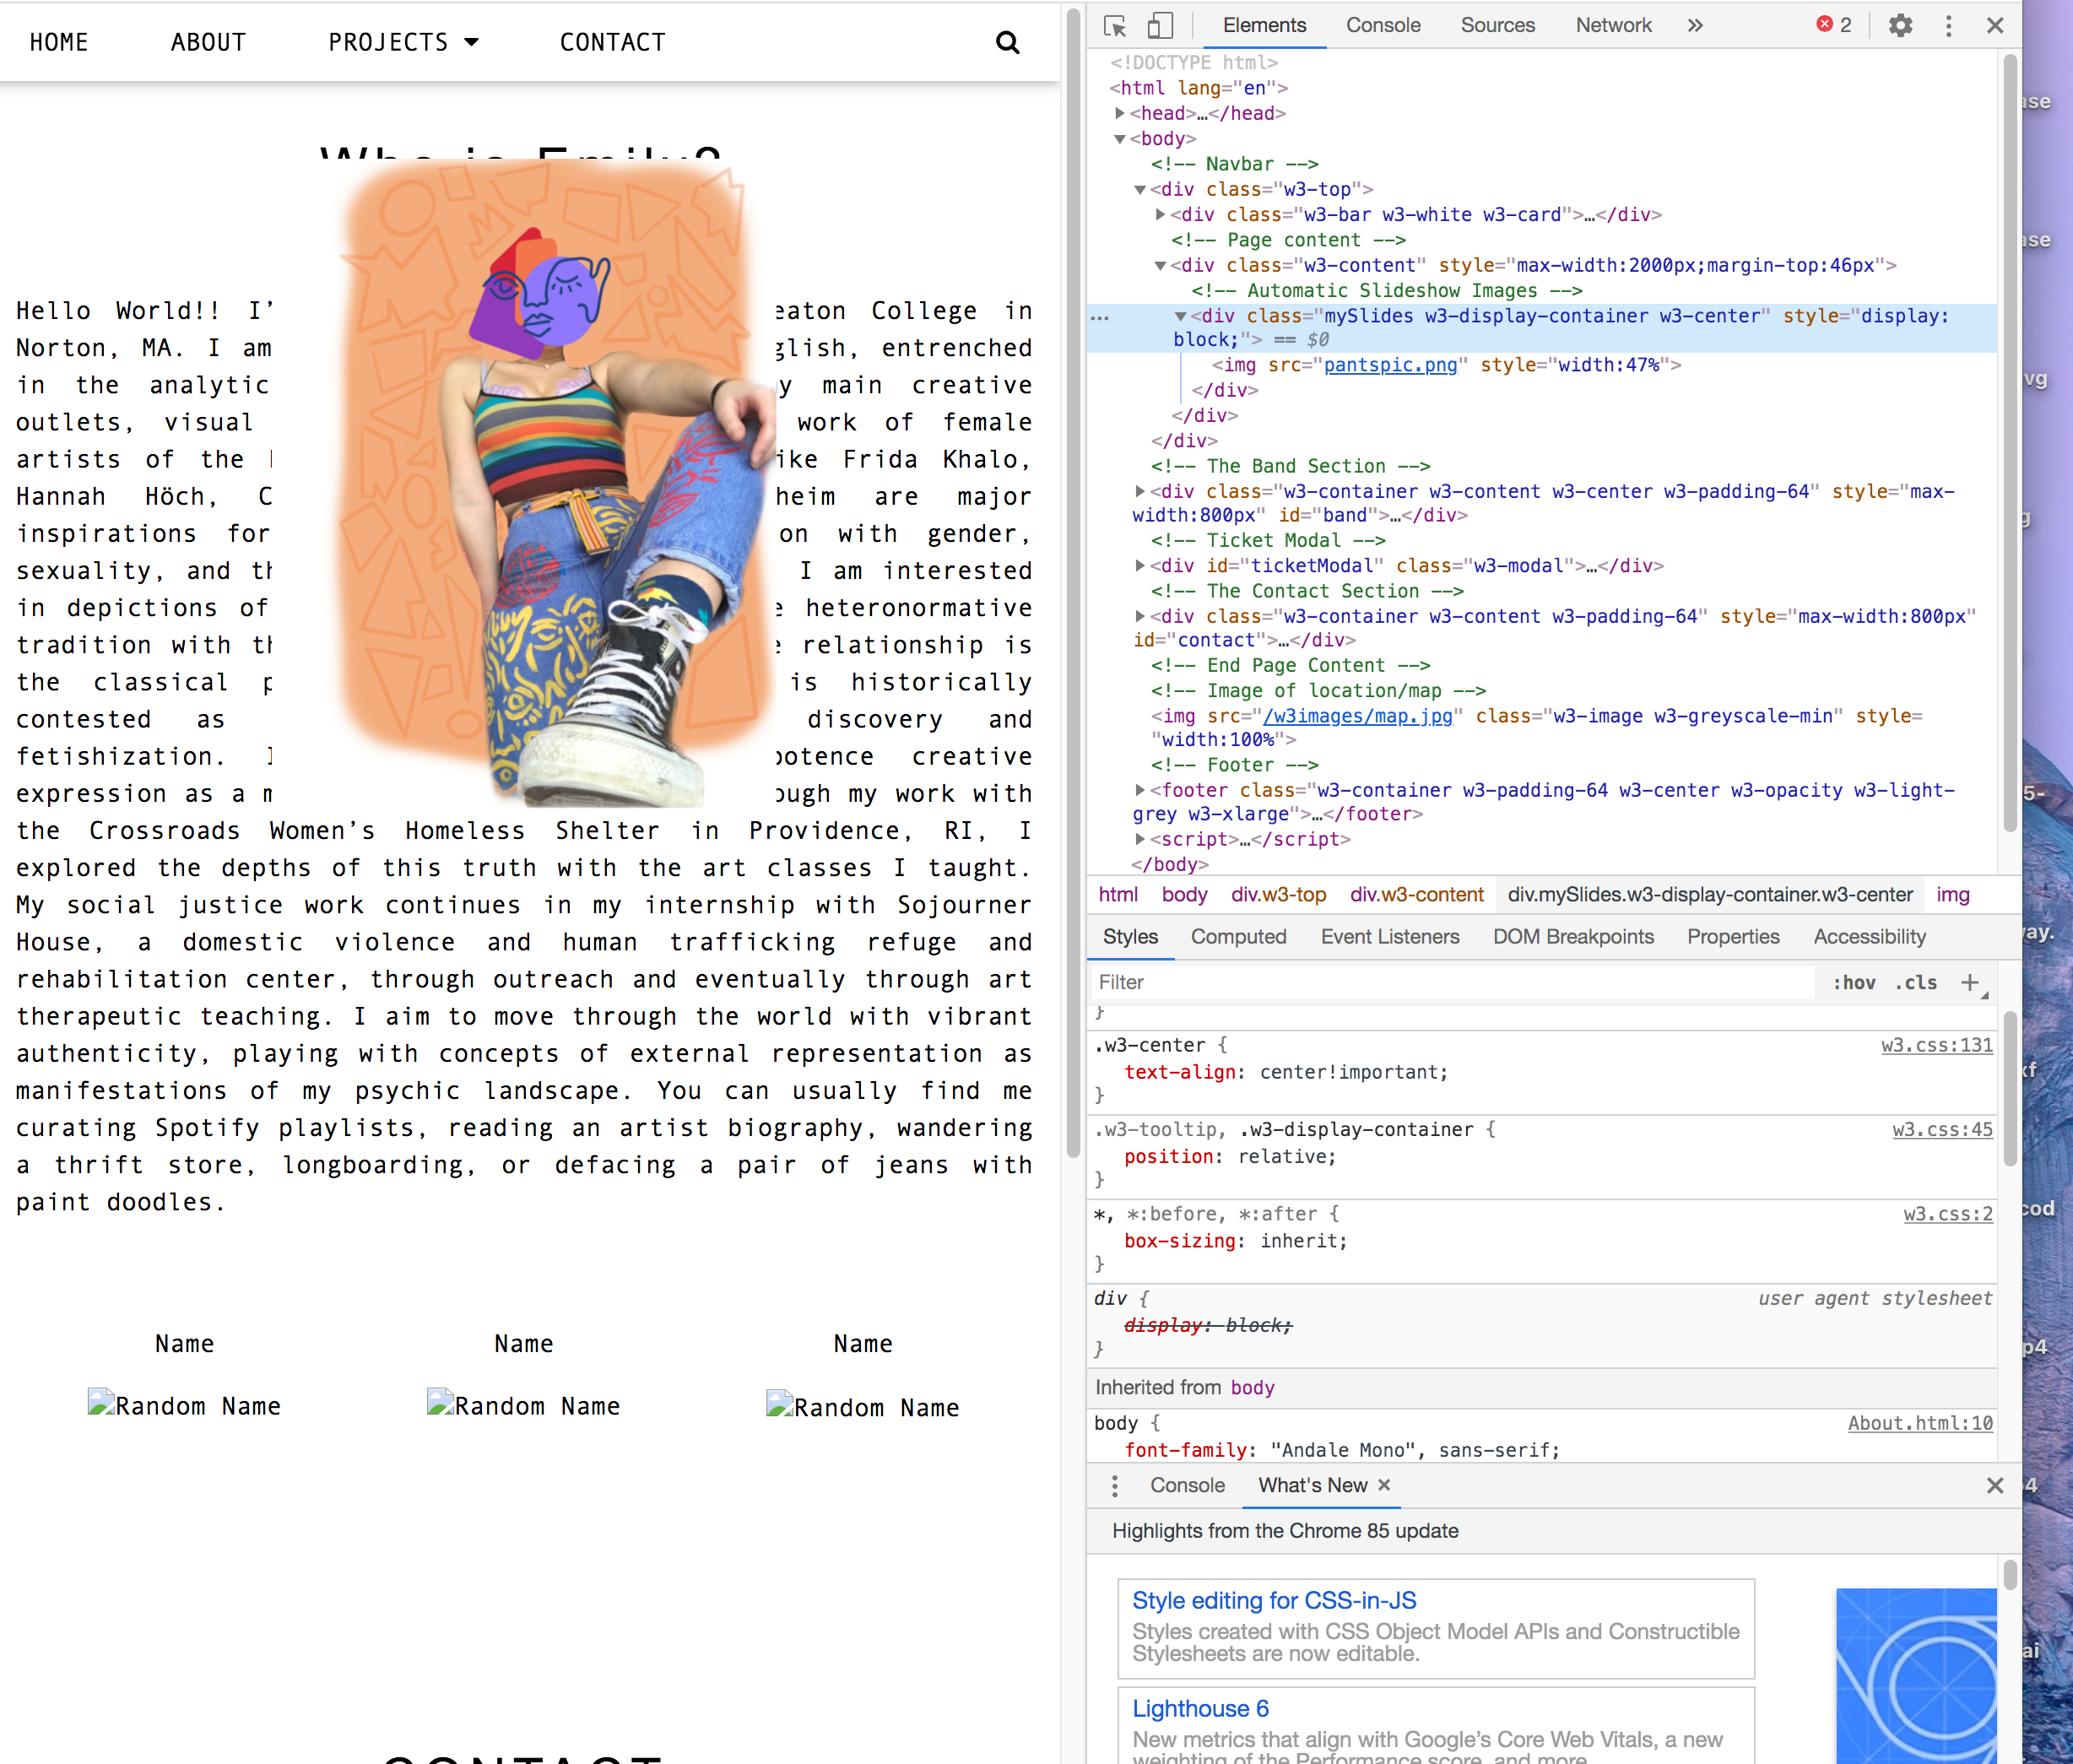 HOME ABOUT PROJECTS CONTACT
Who is Emily?
Hello World!! I’ eaton College in
Norton, MA. I am glish, entrenched
in the analytic y main creative
outlets, visual work of female
artists of the ike Frida Khalo,
Hannah Höch, C heim are major
inspirations for on with gender,
sexuality, and th I am interested
in depictions of e heteronormative
tradition with th e relationship is
the classical p is historically
contested as discovery and
fetishization. I potence creative
expression as a m ough my work with
the Crossroads Women’s Homeless Shelter in Providence, RI, I
explored the depths of this truth with the art classes I taught.
My social justice work continues in my internship with Sojourner
House, a domestic violence and human trafficking refuge and
rehabilitation center, through outreach and eventually through art
therapeutic teaching. I aim to move through the world with vibrant
authenticity, playing with concepts of external representation as
manifestations of my psychic landscape. You can usually find me
curating Spotify playlists, reading an artist biography, wandering
a thrift store, longboarding, or defacing a pair of jeans with
paint doodles.
Name Name Name
Random Name Random Name Random Name
CONTACT
Elements Console Sources Network » 2
<!DOCTYPE html>
<html lang="en">
<head>…</head>
<body>
<!-- Navbar -->
<div class="w3-top">
<div class="w3-bar w3-white w3-card">…</div>
<!-- Page content -->
<div class="w3-content" style="max-width:2000px;margin-top:46px">
<!-- Automatic Slideshow Images -->
<div class="mySlides w3-display-container w3-center" style="display:
block;"> == $0
<img src="pantspic.png" style="width:47%">
</div>
</div>
</div>
<!-- The Band Section -->
<div class="w3-container w3-content w3-center w3-padding-64" style="max-
width:800px" id="band">…</div>
<!-- Ticket Modal -->
<div id="ticketModal" class="w3-modal">…</div>
<!-- The Contact Section -->
<div class="w3-container w3-content w3-padding-64" style="max-width:800px"
id="contact">…</div>
<!-- End Page Content -->
<!-- Image of location/map -->
<img src="/w3images/map.jpg" class="w3-image w3-greyscale-min" style=
"width:100%">
<!-- Footer -->
<footer class="w3-container w3-padding-64 w3-center w3-opacity w3-light-
grey w3-xlarge">…</footer>
<script>…</script>
</body>
html body div.w3-top div.w3-content div.mySlides.w3-display-container.w3-center img
Styles Computed Event Listeners DOM Breakpoints Properties Accessibility
Filter :hov .cls +
}
.w3-center { w3.css:131
text-align: center!important;
}
.w3-tooltip, .w3-display-container { w3.css:45
position: relative;
}
*, *:before, *:after { w3.css:2
box-sizing: inherit;
}
div { user agent stylesheet
display: block;
}
Inherited from body
body { About.html:10
font-family: "Andale Mono", sans-serif;
Console What's New
Highlights from the Chrome 85 update
Style editing for CSS-in-JS
Styles created with CSS Object Model APIs and Constructible
Stylesheets are now editable.
Lighthouse 6
New metrics that align with Google’s Core Web Vitals, a new
weighting of the Performance score, and more.